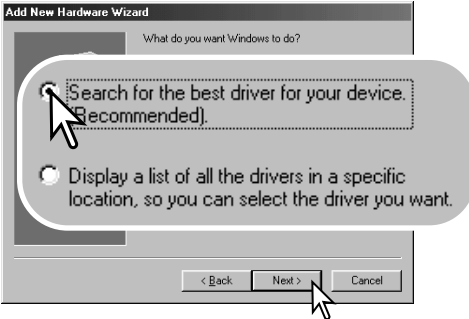 Add New Hardware Wizard
What do you want Windows to do?
Search for the best driver for your device.
(Recommended).
Display a list of all the drivers in a specific
location, so you can select the driver you want.
< Back
Next >
Cancel